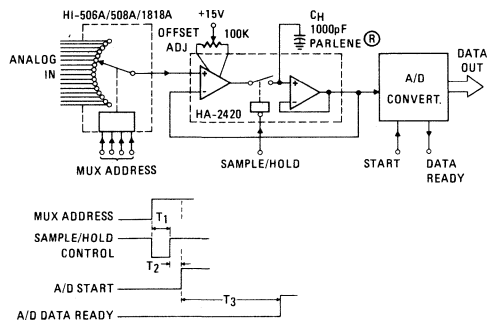 HI-506A/508A/1818A
+15V
OFFSET
ADJ
100K
CH
1000pF
PARLENE ®
ANALOG
IN
HA-2420
A/D
CONVERT.
DATA
OUT
MUX ADDRESS
SAMPLE/HOLD
START
DATA
READY
MUX ADDRESS
T1
SAMPLE/HOLD
CONTROL
T2
A/D START
T3
A/D DATA READY